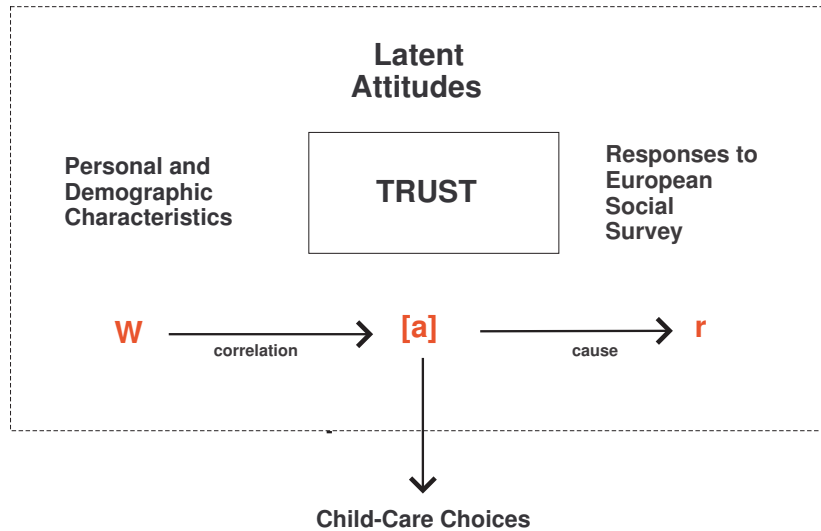 Latent
Attitudes
Personal and
Demographic
Characteristics
TRUST
Responses to
European
Social
Survey
W
correlation
[a]
cause
r
Child-Care Choices